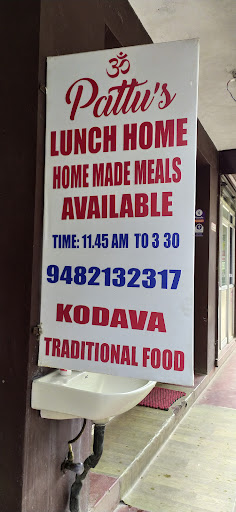 ॐ
Pattu's
LUNCH HOME
HOME MADE MEALS
AVAILABLE
TIME: 11.45 AM TO 3 30
9482132317
KODAVA
TRADITIONAL FOOD